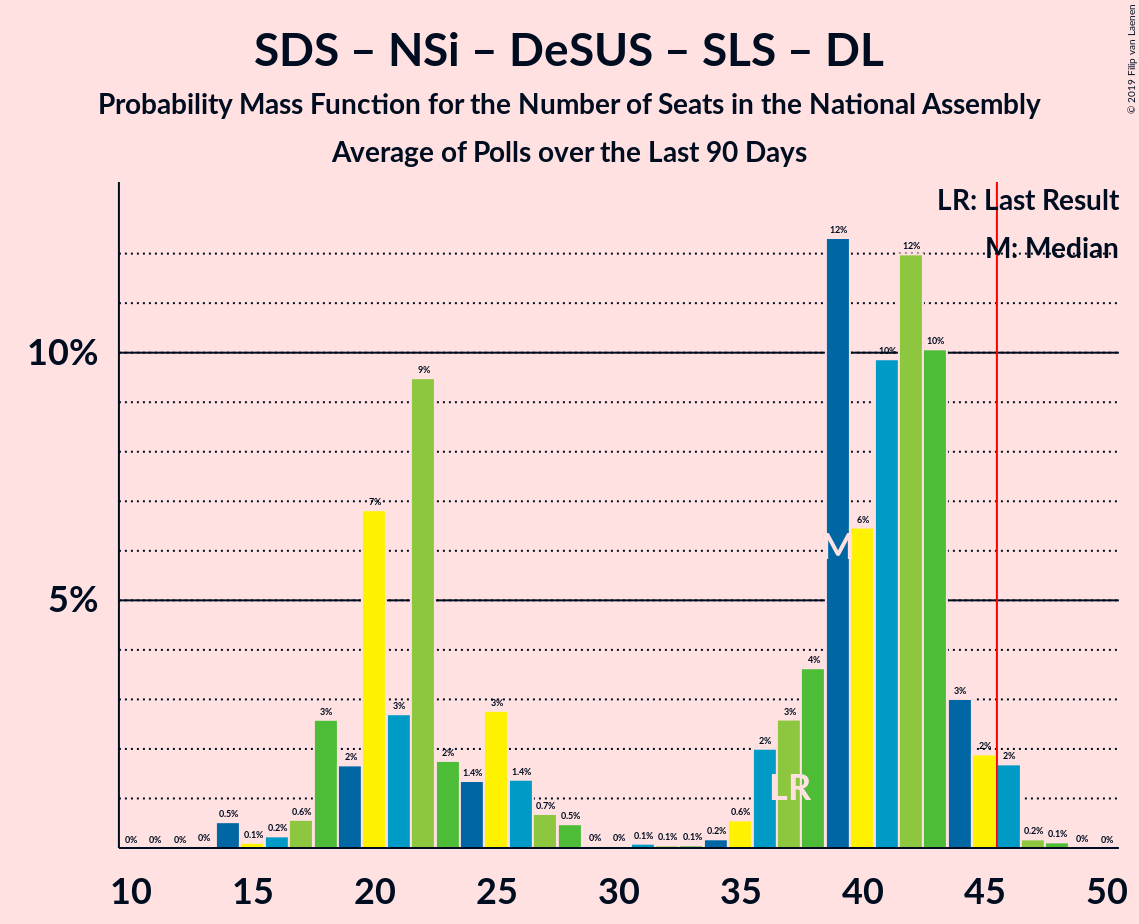 SDS – NSi – DeSUS – SLS – DL
Probability Mass Function for the Number of Seats in the National Assembly
Average of Polls over the Last 90 Days
© 2019 Filip van Laenen
LR: Last Result
M: Median
10%
5%
0% 0% 0% 0% 0.5% 0.1% 0.2% 0.6% 3% 2% 7% 3% 9% 2% 1.4% 3% 1.4% 0.7% 0.5% 0% 0% 0.1% 0.1% 0.1% 0.2% 0.6% 2% 3% 4% 12% 6% 10% 12% 10% 3% 2% 2% 0.2% 0.1% 0% 0%
M
LR
10 15 20 25 30 35 40 45 50